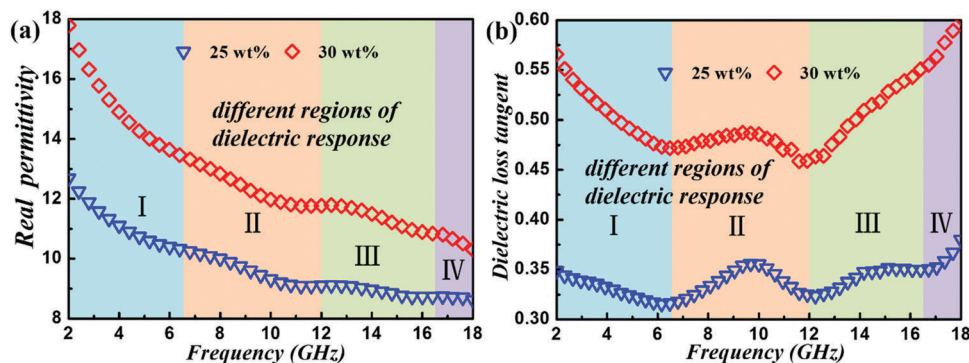 (a)
Real permittivity
18
16
14
12
10
8
25 wt%
30 wt%
different regions of
dielectric response
I
II
III
IV
2 4 6 8 10 12 14 16 18
Frequency (GHz)
(b)
Dielectric loss tangent
0.60
0.55
0.50
0.45
0.35
0.30
25 wt%
30 wt%
different regions of
dielectric response
I
II
III
IV
2 4 6 8 10 12 14 16 18
Frequency (GHz)